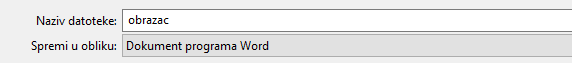 Naziv datoteke: obrazac
Spremi u obliku: Dokument programa Word